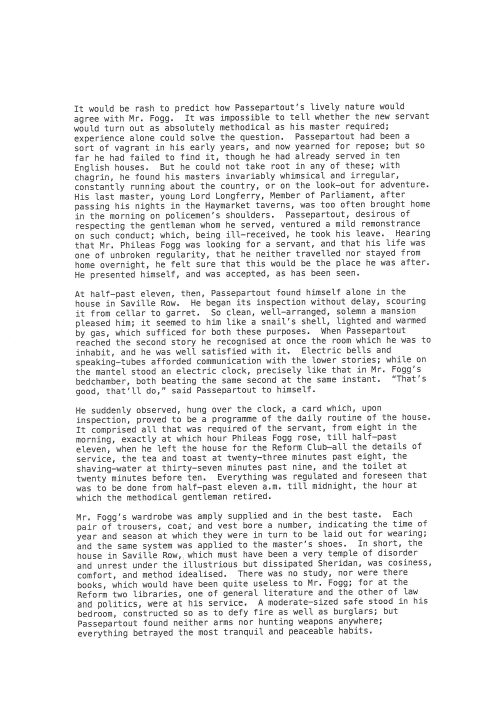 It would be rash to predict how Passepartout's lively nature would
agree with Mr. Fogg.  It was impossible to tell whether the new servant
would turn out as absolutely methodical as his master required;
experience alone could solve the question.  Passepartout had been a
sort of vagrant in his early years, and now yearned for repose; but so
far he had failed to find it, though he had already served in ten
English houses.  But he could not take root in any of these; with
chagrin, he found his masters invariably whimsical and irregular,
constantly running about the country, or on the look—out for adventure.
His last master, young Lord Longferry, Member of Parliament, after
passing his nights in the Haymarket taverns, was too often brought home
in the morning on policemen's shoulders.  Passepartout, desirous of
respecting the gentleman whom he served, ventured a mild remonstrance
on such conduct; which, being ill—received, he took his leave.  Hearing
that Mr. Phileas Fogg was looking for a servant, and that his life was
one of unbroken regularity, that he neither travelled nor stayed from
home overnight, he felt sure that this would be the place he was after.
He presented himself, and was accepted, as has been seen.

At half—past eleven, then, Passepartout found himself alone in the
house in Saville Row.  He began its inspection without delay, scouring
it from cellar to garret.  So clean, well—arranged, solemn a mansion
pleased him; it seemed to him like a snail's shell, lighted and warmed
by gas, which sufficed for both these purposes.  When Passepartout
reached the second story he recognised at once the room which he was to
inhabit, and he was well satisfied with it.  Electric bells and
speaking—tubes afforded communication with the lower stories; while on
the mantel stood an electric clock, precisely like that in Mr. Fogg's
bedchamber, both beating the same second at the same instant.  "That's
good, that'll do," said Passepartout to himself.

He suddenly observed, hung over the clock, a card which, upon
inspection, proved to be a programme of the daily routine of the house.
It comprised all that was required of the servant, from eight in the
morning, exactly at which hour Phileas Fogg rose, till half—past
eleven, when he left the house for the Reform Club—all the details of
service, the tea and toast at twenty—three minutes past eight, the
shaving—water at thirty—seven minutes past nine, and the toilet at
twenty minutes before ten.  Everything was regulated and foreseen that
was to be done from half—past eleven a.m. till midnight, the hour at
which the methodical gentleman retired.

Mr. Fogg's wardrobe was amply supplied and in the best taste.  Each
pair of trousers, coat, and vest bore a number, indicating the time of
year and season at which they were in turn to be laid out for wearing;
and the same system was applied to the master's shoes.  In short, the
house in Saville Row, which must have been a very temple of disorder
and unrest under the illustrious but dissipated Sheridan, was cosiness,
comfort, and method idealised.  There was no study, nor were there
books, which would have been quite useless to Mr. Fogg; for at the
Reform two libraries, one of general literature and the other of law
and politics, were at his service.  A moderate—sized safe stood in his
bedroom, constructed so as to defy fire as well as burglars; but
Passepartout found neither arms nor hunting weapons anywhere;
everything betrayed the most tranquil and peaceable habits.